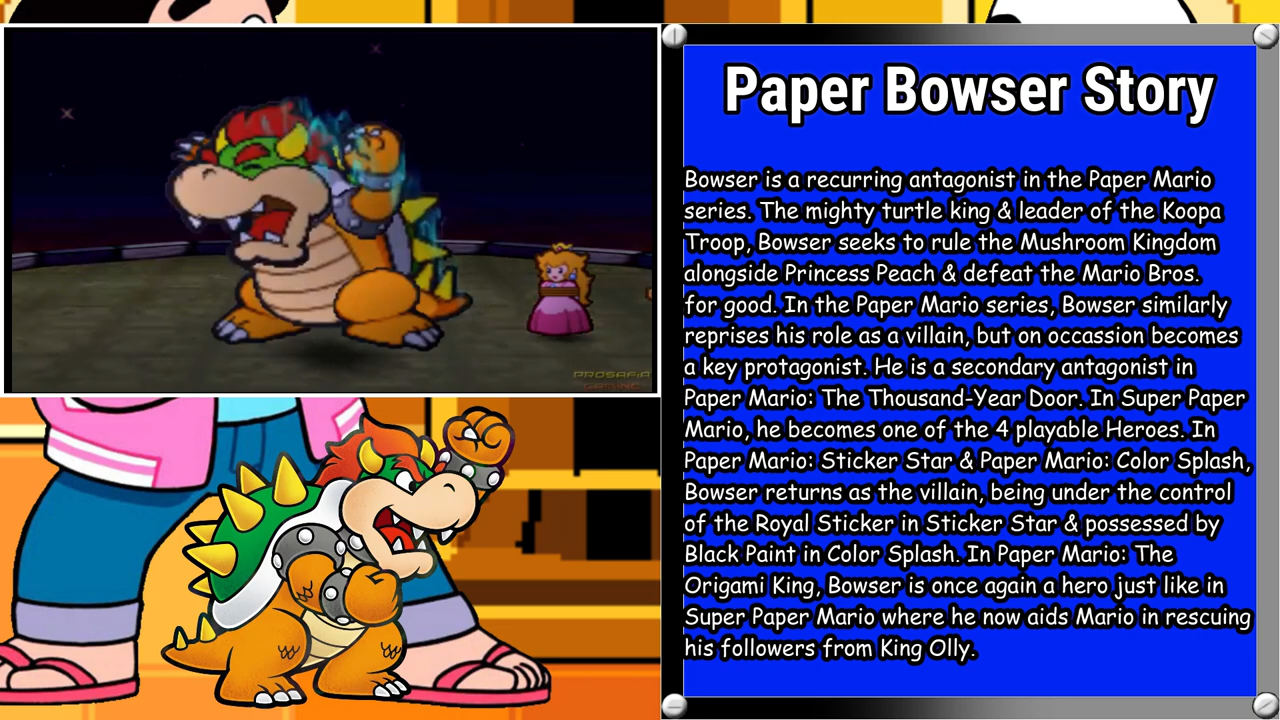 Paper Bowser Story
Bowser is a recurring antagonist in the Paper Mario
series. The mighty turtle king & leader of the Koopa
Troop, Bowser seeks to rule the Mushroom Kingdom
alongside Princess Peach & defeat the Mario Bros.
for good. In the Paper Mario series, Bowser similarly
reprises his role as a villain, but on occassion becomes
a key protagonist. He is a secondary antagonist in
Paper Mario: The Thousand-Year Door. In Super Paper
Mario, he becomes one of the 4 playable Heroes. In
Paper Mario: Sticker Star & Paper Mario: Color Splash,
Bowser returns as the villain, being under the control
of the Royal Sticker in Sticker Star & possessed by
Black Paint in Color Splash. In Paper Mario: The
Origami King, Bowser is once again a hero just like in
Super Paper Mario where he now aids Mario in rescuing
his followers from King Olly.
PROSAFIA
GAMING